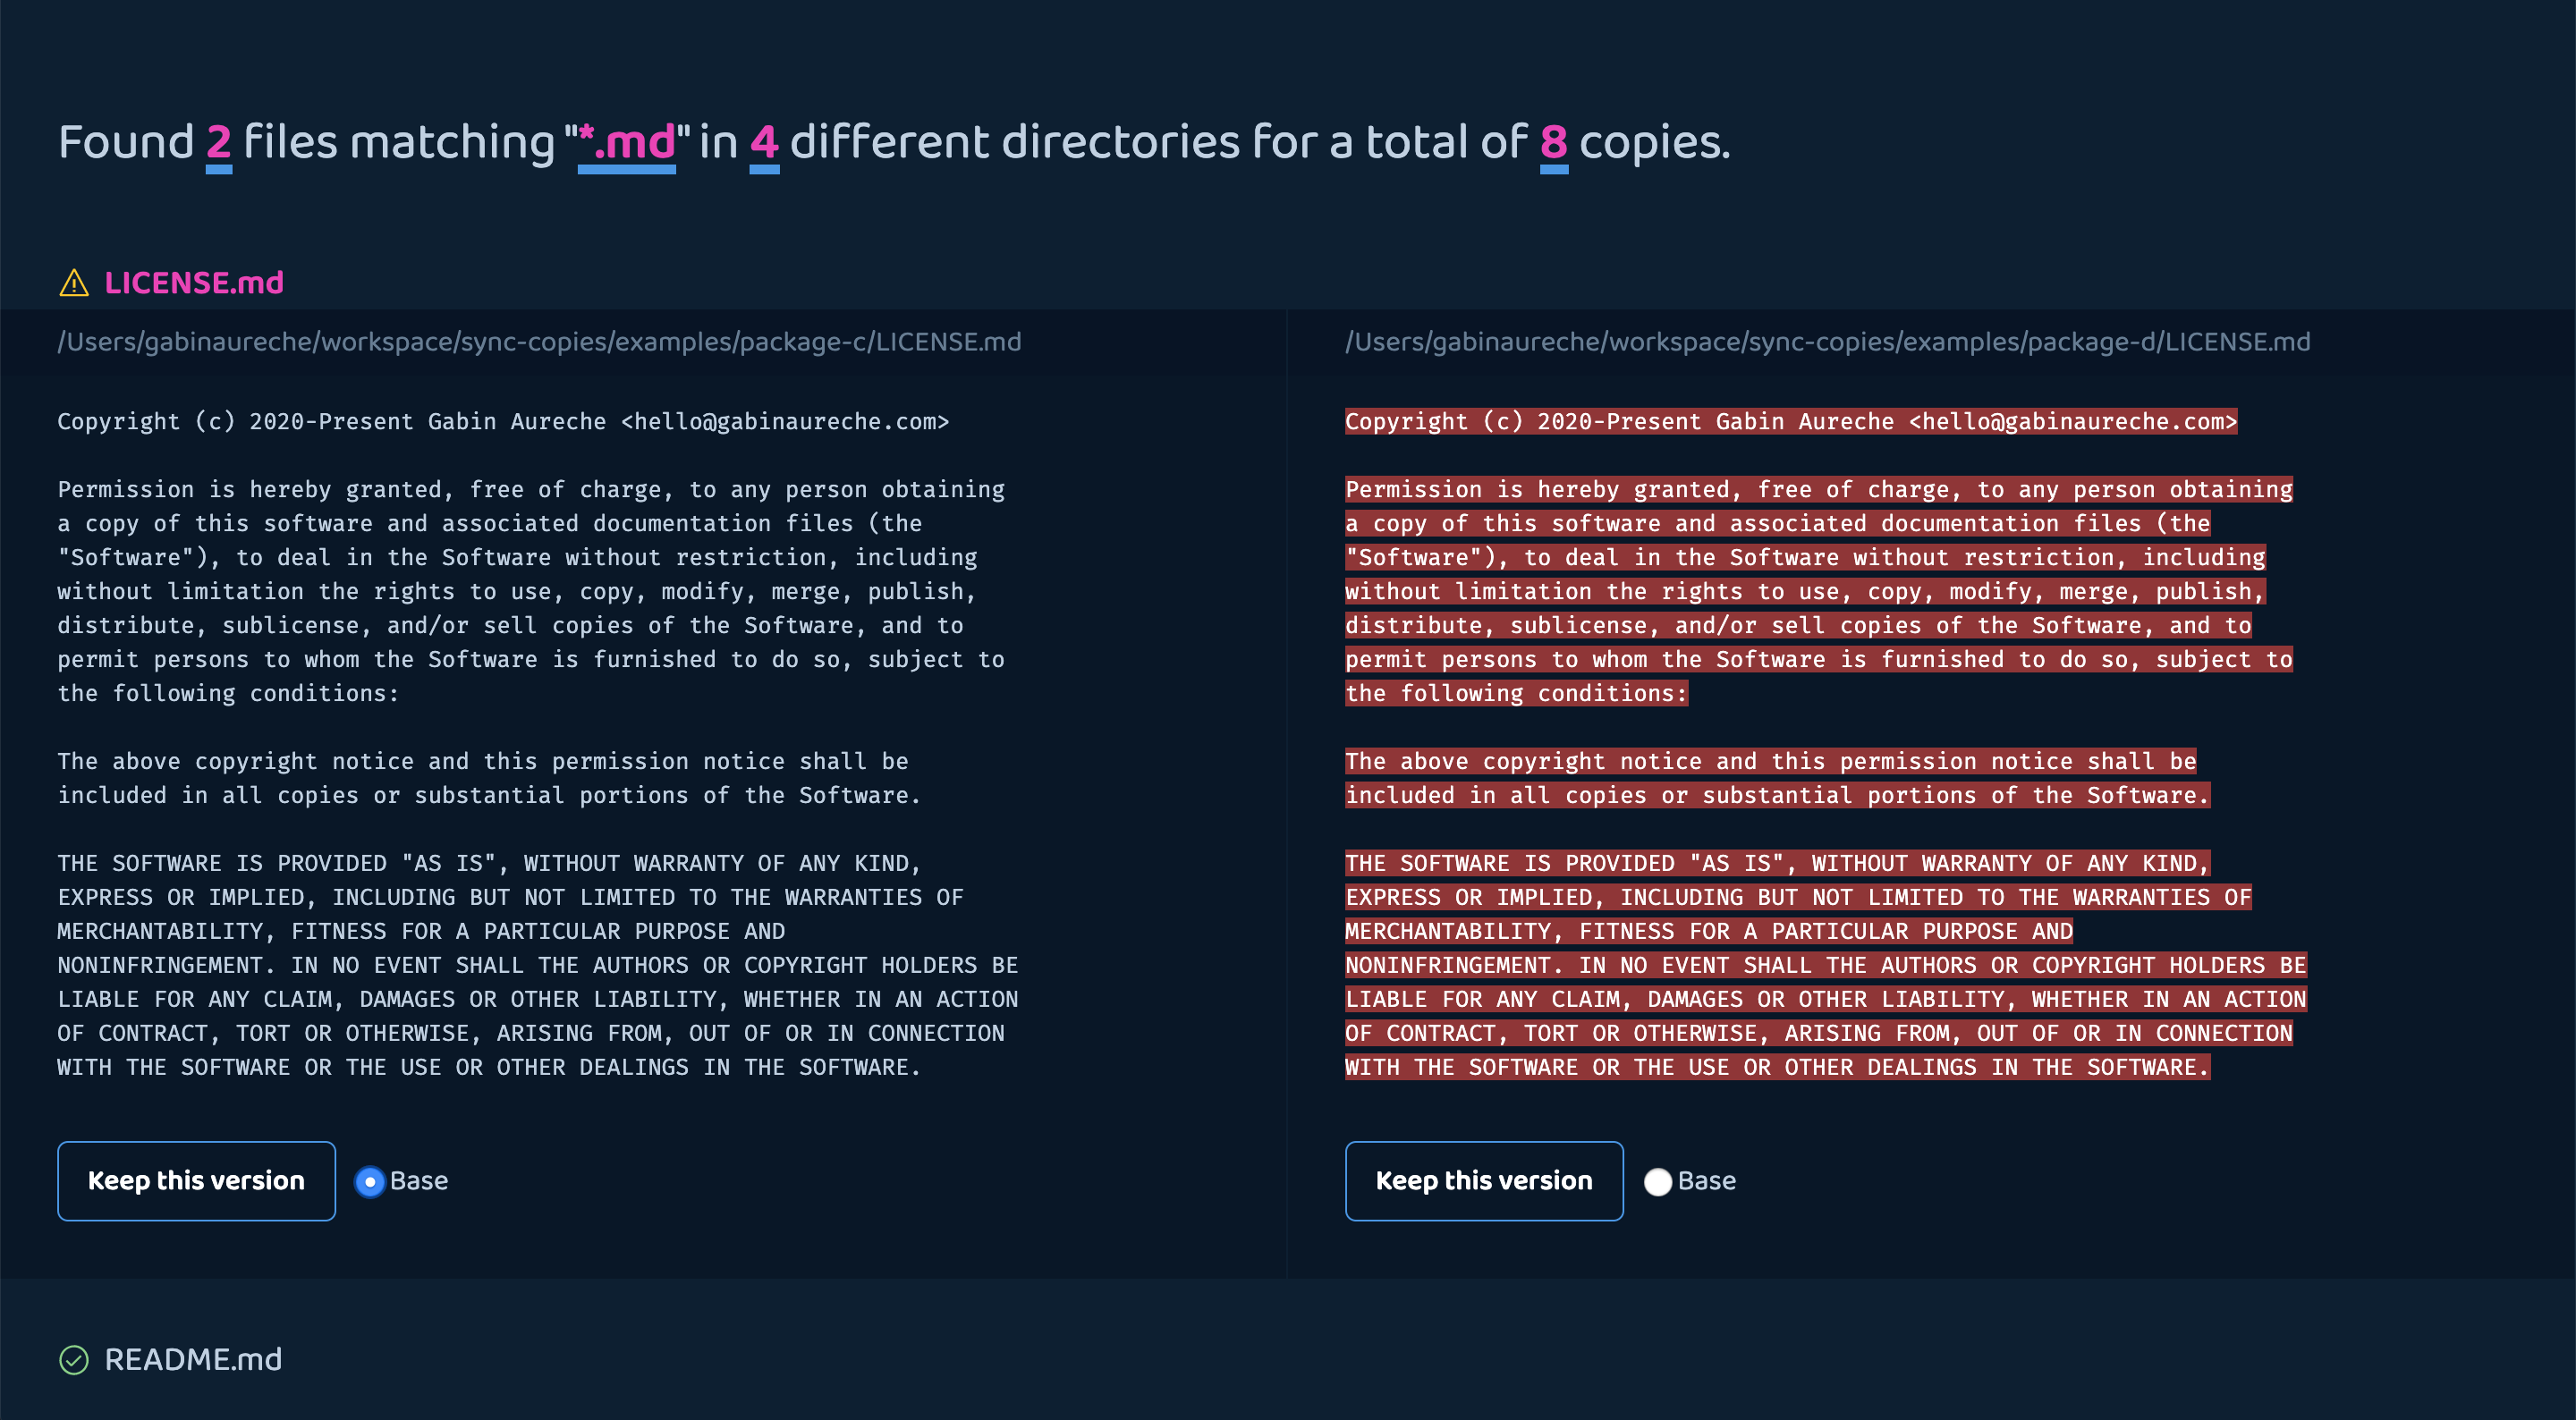 Found 2 files matching "*.md" in 4 different directories for a total of 8 copies.
LICENSE.md
/Users/gabinaureche/workspace/sync-copies/examples/package-c/LICENSE.md
Copyright (c) 2020-Present Gabin Aureche <hello@gabinaureche.com>
Permission is hereby granted, free of charge, to any person obtaining
a copy of this software and associated documentation files (the
"Software"), to deal in the Software without restriction, including
without limitation the rights to use, copy, modify, merge, publish,
distribute, sublicense, and/or sell copies of the Software, and to
permit persons to whom the Software is furnished to do so, subject to
the following conditions:
The above copyright notice and this permission notice shall be
included in all copies or substantial portions of the Software.
THE SOFTWARE IS PROVIDED "AS IS", WITHOUT WARRANTY OF ANY KIND,
EXPRESS OR IMPLIED, INCLUDING BUT NOT LIMITED TO THE WARRANTIES OF
MERCHANTABILITY, FITNESS FOR A PARTICULAR PURPOSE AND
NONINFRINGEMENT. IN NO EVENT SHALL THE AUTHORS OR COPYRIGHT HOLDERS BE
LIABLE FOR ANY CLAIM, DAMAGES OR OTHER LIABILITY, WHETHER IN AN ACTION
OF CONTRACT, TORT OR OTHERWISE, ARISING FROM, OUT OF OR IN CONNECTION
WITH THE SOFTWARE OR THE USE OR OTHER DEALINGS IN THE SOFTWARE.
Keep this version
Base
/Users/gabinaureche/workspace/sync-copies/examples/package-d/LICENSE.md
Copyright (c) 2020-Present Gabin Aureche <hello@gabinaureche.com>
Permission is hereby granted, free of charge, to any person obtaining
a copy of this software and associated documentation files (the
"Software"), to deal in the Software without restriction, including
without limitation the rights to use, copy, modify, merge, publish,
distribute, sublicense, and/or sell copies of the Software, and to
permit persons to whom the Software is furnished to do so, subject to
the following conditions:
The above copyright notice and this permission notice shall be
included in all copies or substantial portions of the Software.
THE SOFTWARE IS PROVIDED "AS IS", WITHOUT WARRANTY OF ANY KIND,
EXPRESS OR IMPLIED, INCLUDING BUT NOT LIMITED TO THE WARRANTIES OF
MERCHANTABILITY, FITNESS FOR A PARTICULAR PURPOSE AND
NONINFRINGEMENT. IN NO EVENT SHALL THE AUTHORS OR COPYRIGHT HOLDERS BE
LIABLE FOR ANY CLAIM, DAMAGES OR OTHER LIABILITY, WHETHER IN AN ACTION
OF CONTRACT, TORT OR OTHERWISE, ARISING FROM, OUT OF OR IN CONNECTION
WITH THE SOFTWARE OR THE USE OR OTHER DEALINGS IN THE SOFTWARE.
Keep this version
Base
README.md